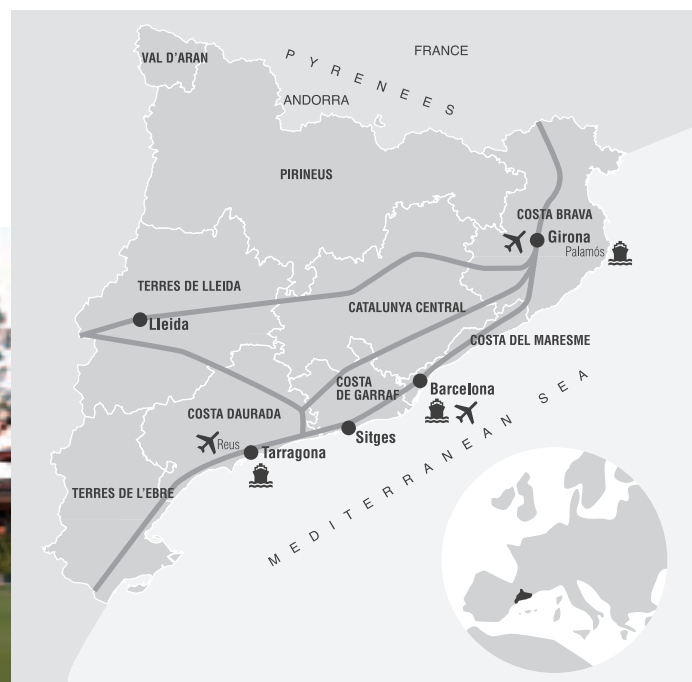 FRANCE
VAL D'ARAN
PYRENEES
ANDORRA
PIRINEUS
COSTA BRAVA
Girona
Palamós
TERRES DE LLEIDA
CATALUNYA CENTRAL
Lleida
COSTA DEL MARESME
COSTA
DE GARRAF
Barcelona
COSTA DAURADA
Sitges
Reus
Tarragona
TERRES DE L'EBRE
MEDITERRANEAN SEA